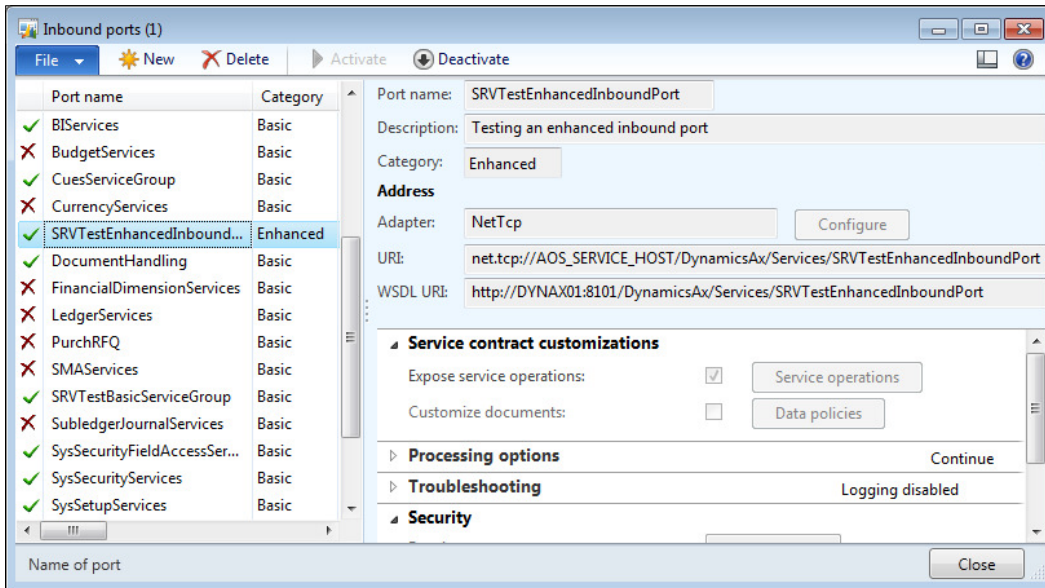 Inbound ports (1)
File New Delete Activate Deactivate
Port name Category
BIServices Basic
BudgetServices Basic
CuesServiceGroup Basic
CurrencyServices Basic
SRVTestEnhancedInbound... Enhanced
DocumentHandling Basic
FinancialDimensionServices Basic
LedgerServices Basic
PurchRFQ Basic
SMAServices Basic
SRVTestBasicServiceGroup Basic
SubledgerJournalServices Basic
SysSecurityFieldAccessSer... Basic
SysSecurityServices Basic
SysSetupServices Basic
Port name: SRVTestEnhancedInboundPort
Description: Testing an enhanced inbound port
Category: Enhanced
Address
Adapter: NetTcp Configure
URI: net.tcp://AOS_SERVICE_HOST/DynamicsAx/Services/SRVTestEnhancedInboundPort
WSDL URI: http://DYNAX01:8101/DynamicsAx/Services/SRVTestEnhancedInboundPort
Service contract customizations
Expose service operations: Service operations
Customize documents: Data policies
Processing options Continue
Troubleshooting Logging disabled
Security
Name of port Close